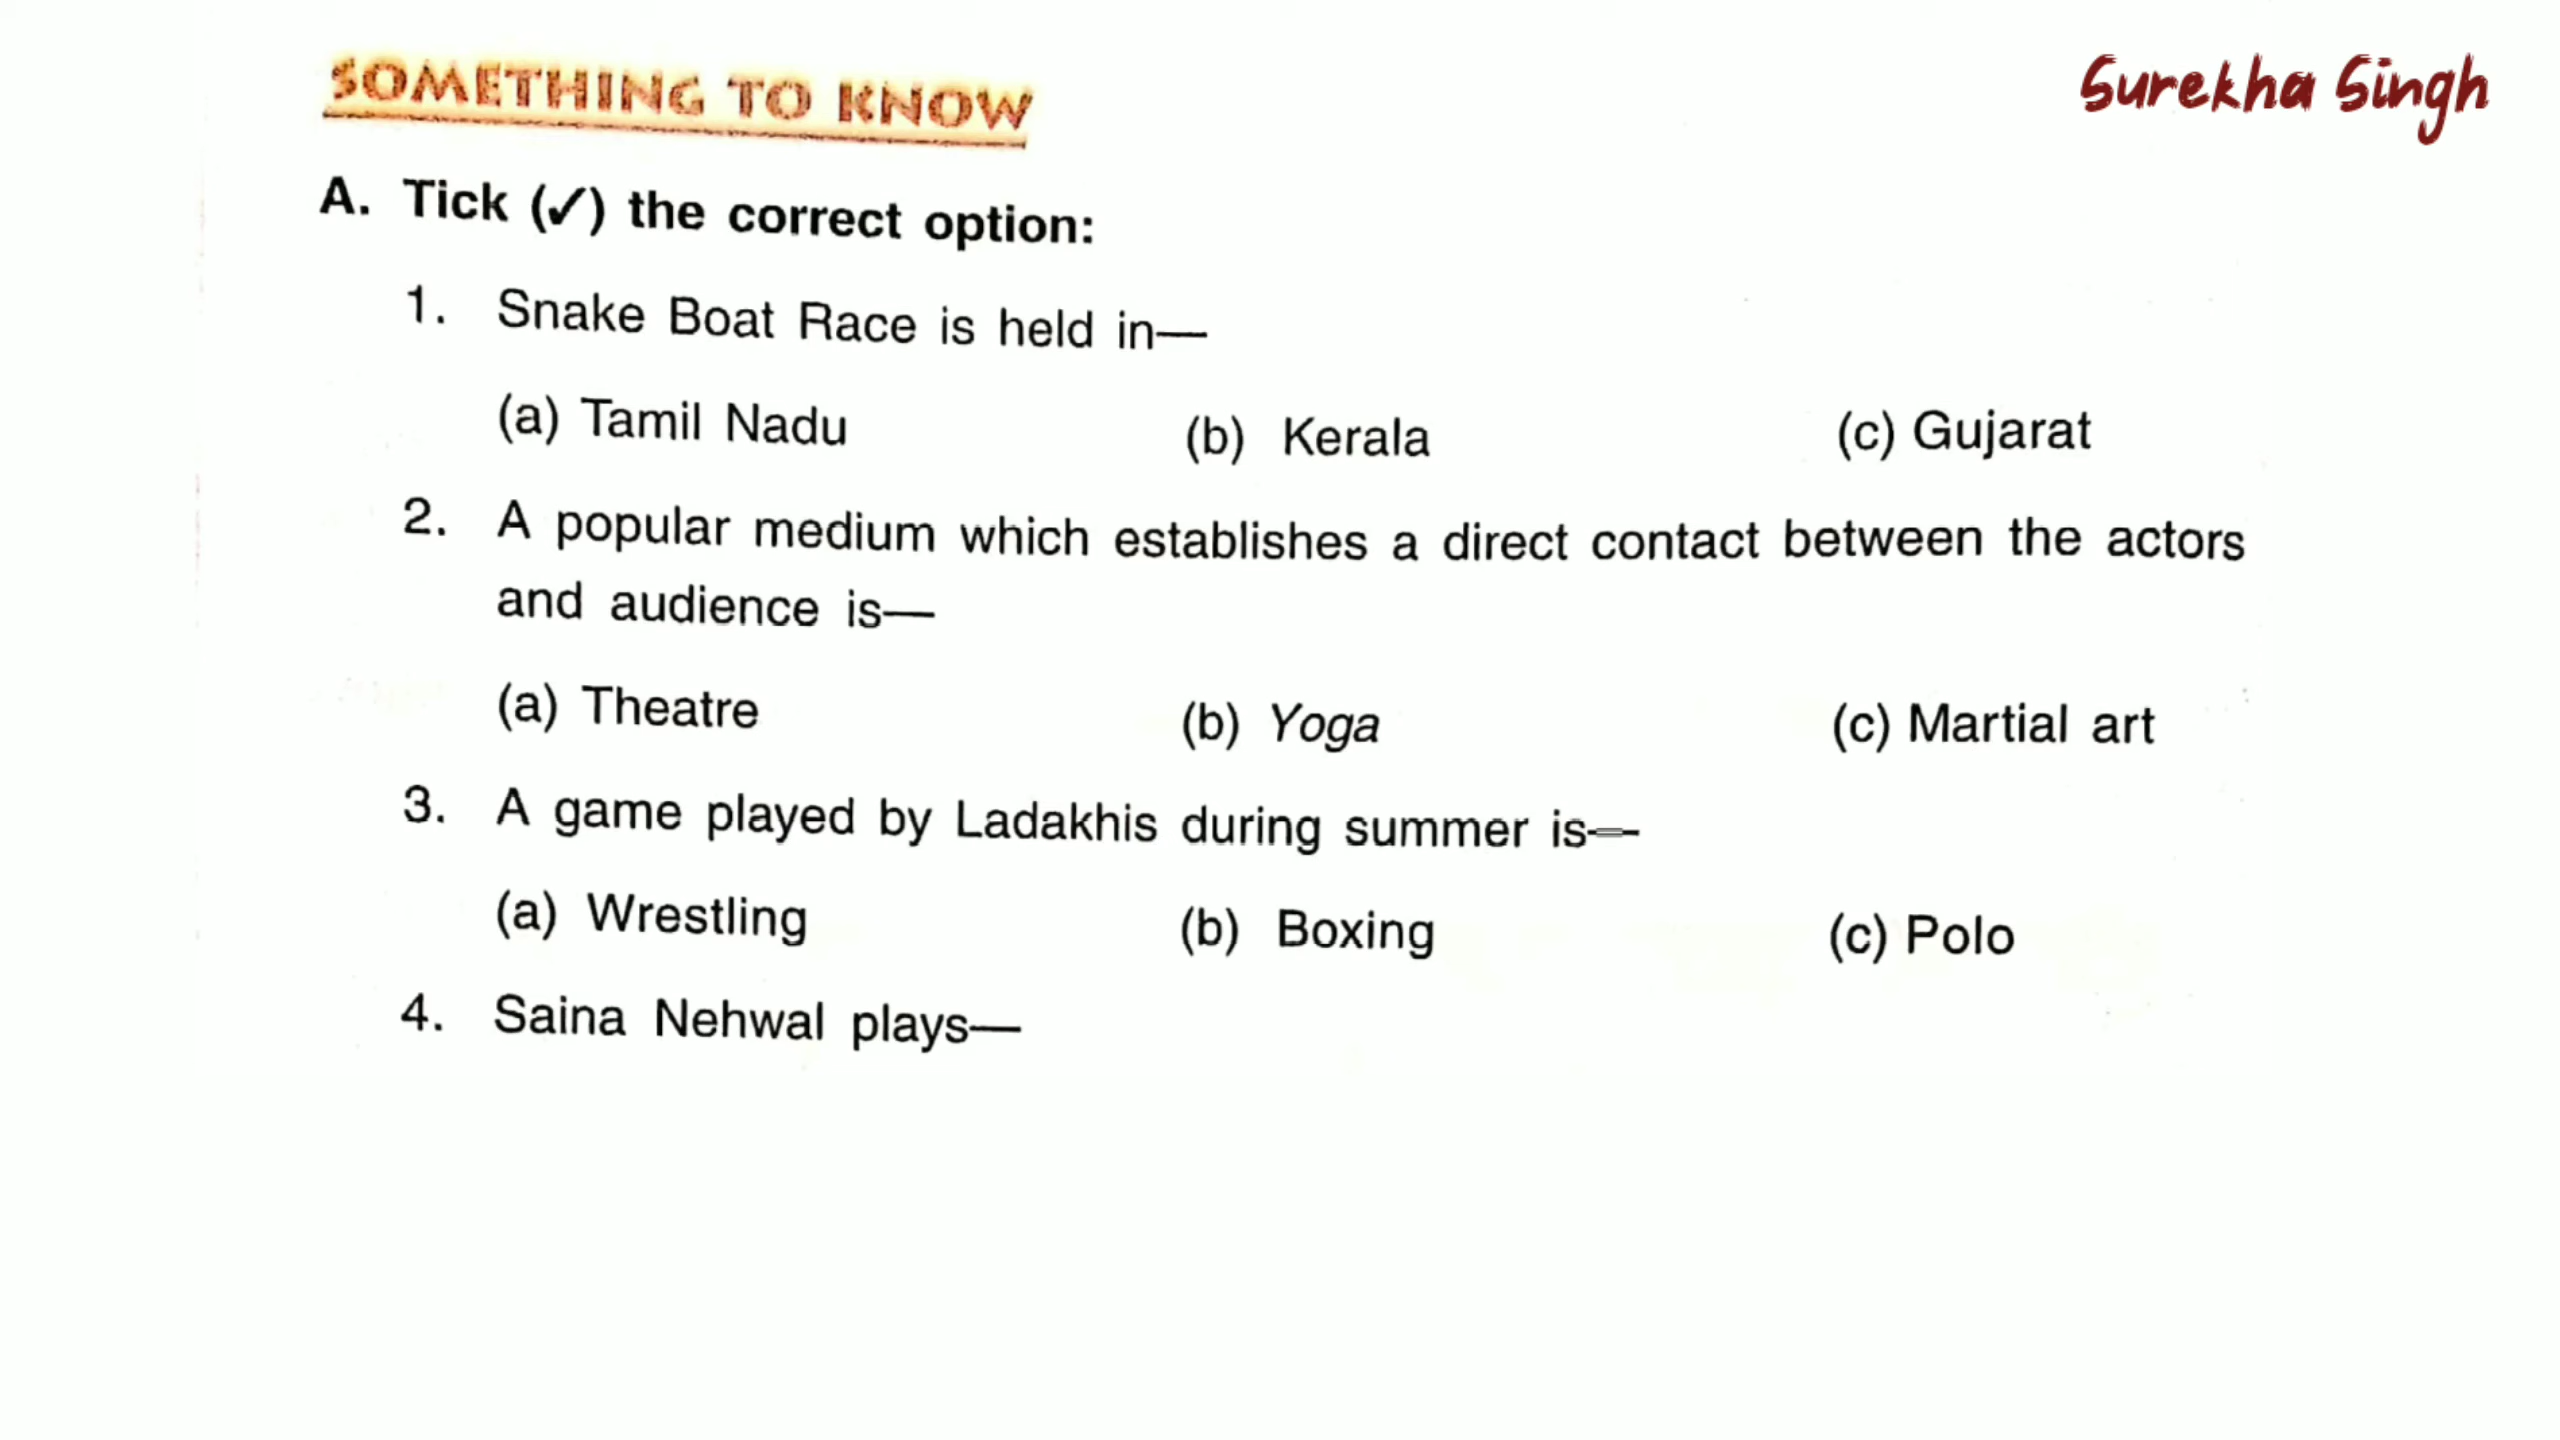 SOMETHING TO KNOW
Surekha Singh
A. Tick (✓) the correct option:
1. Snake Boat Race is held in—
(a) Tamil Nadu (b) Kerala (c) Gujarat
2. A popular medium which establishes a direct contact between the actors
and audience is—
(a) Theatre (b) Yoga (c) Martial art
3. A game played by Ladakhis during summer is—
(a) Wrestling (b) Boxing (c) Polo
4. Saina Nehwal plays—